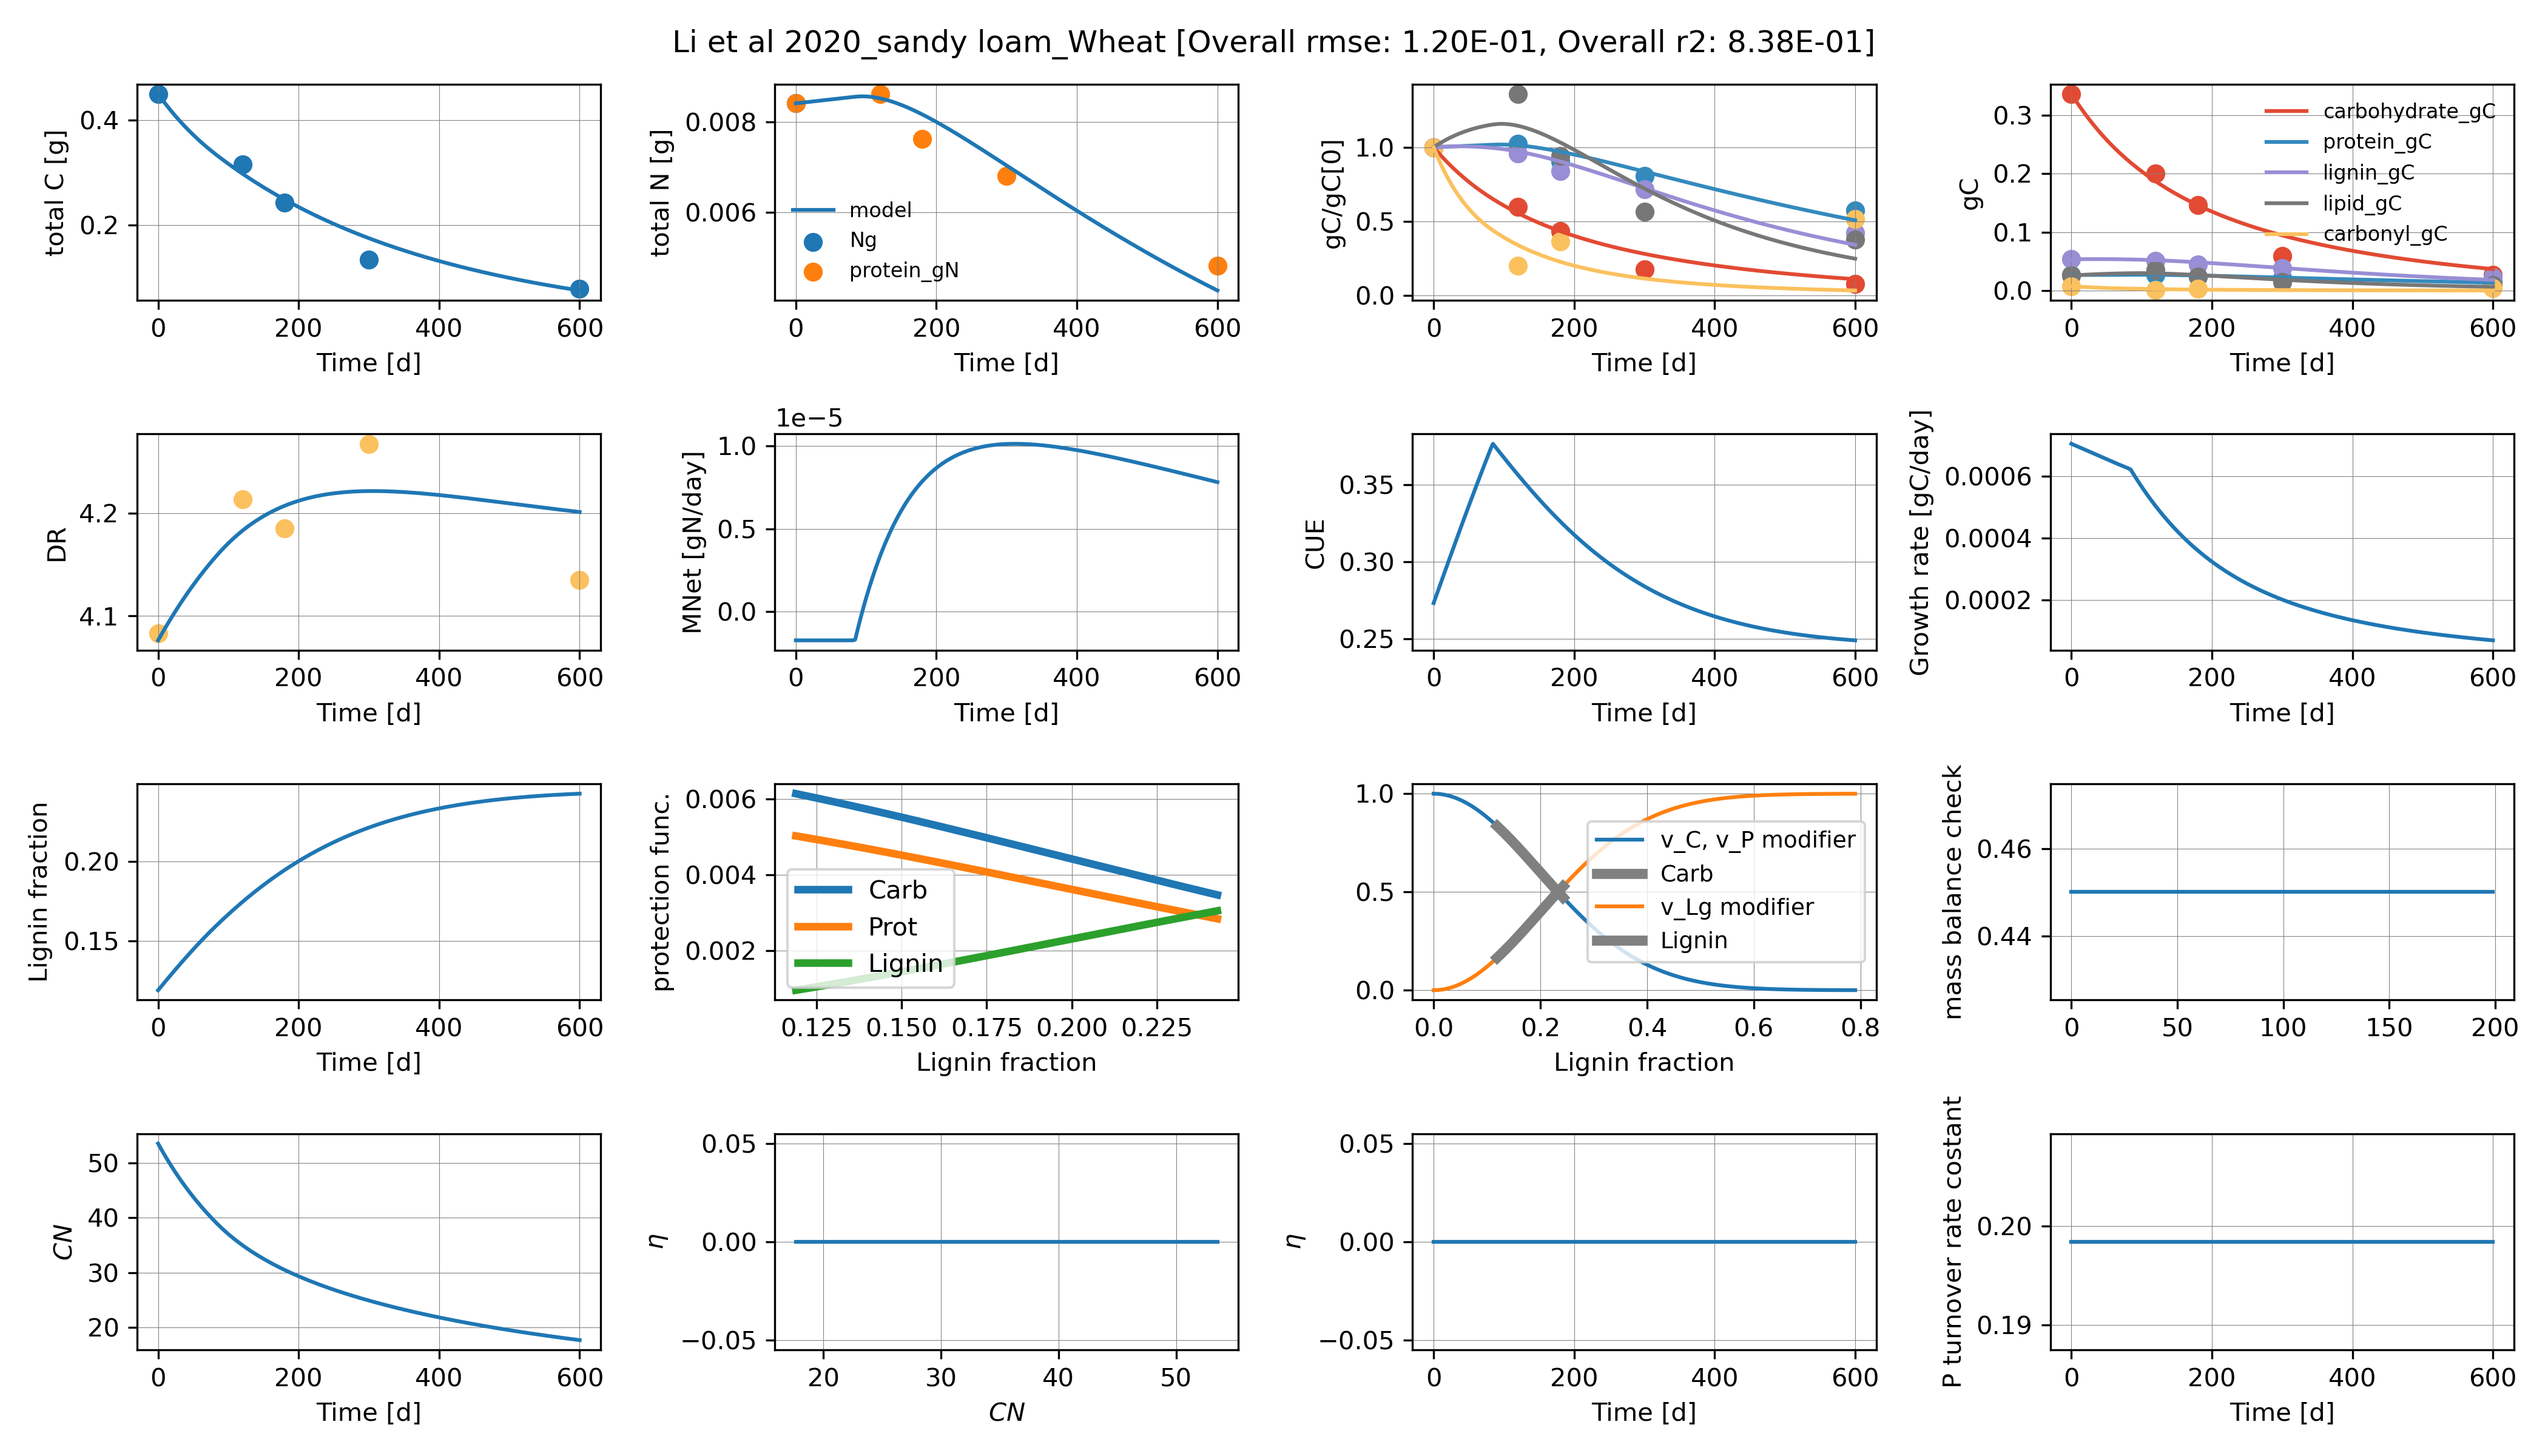 Li et al 2020_sandy loam_Wheat [Overall rmse: 1.20E-01, Overall r2: 8.38E-01]
total C [g]
0.4
0.2
0 200 400 600
Time [d]
total N [g]
0.008
0.006
model
Ng
protein_gN
0 200 400 600
Time [d]
gC/gC[0]
1.0
0.5
0.0
0 200 400 600
Time [d]
gC
0.3
0.2
0.1
0.0
carbohydrate_gC
protein_gC
lignin_gC
lipid_gC
carbonyl_gC
0 200 400 600
Time [d]
DR
4.2
4.1
0 200 400 600
Time [d]
1e−5
MNet [gN/day]
1.0
0.5
0.0
0 200 400 600
Time [d]
CUE
0.35
0.30
0.25
0 200 400 600
Time [d]
Growth rate [gC/day]
0.0006
0.0004
0.0002
0 200 400 600
Time [d]
Lignin fraction
0.20
0.15
0 200 400 600
Time [d]
protection func.
0.006
0.004
0.002
Carb
Prot
Lignin
0.125 0.150 0.175 0.200 0.225
Lignin fraction
1.0
0.5
0.0
v_C, v_P modifier
Carb
v_Lg modifier
Lignin
0.0 0.2 0.4 0.6 0.8
Lignin fraction
mass balance check
0.46
0.44
0 50 100 150 200
CN
50
40
30
20
0 200 400 600
Time [d]
η
0.05
0.00
−0.05
20 30 40 50
CN
η
0.05
0.00
−0.05
0 200 400 600
Time [d]
P turnover rate costant
0.20
0.19
0 200 400 600
Time [d]